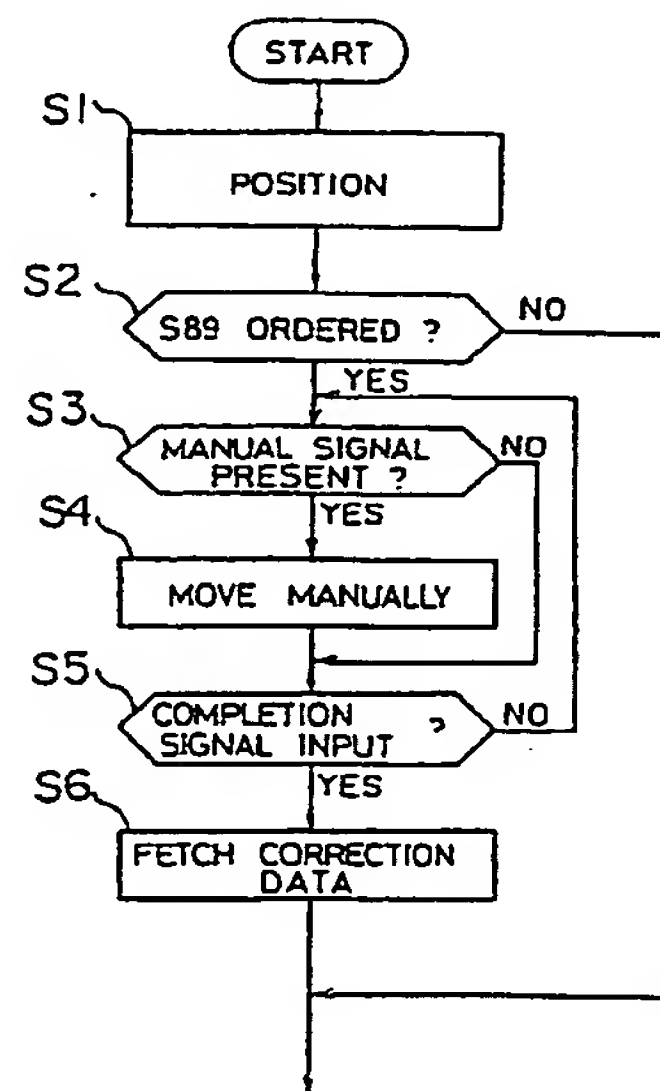 START
S1
POSITION
S2
S89 ORDERED ?
NO
YES
S3
MANUAL SIGNAL
PRESENT ?
NO
YES
S4
MOVE MANUALLY
S5
COMPLETION ?
SIGNAL INPUT
NO
YES
S6
FETCH CORRECTION
DATA